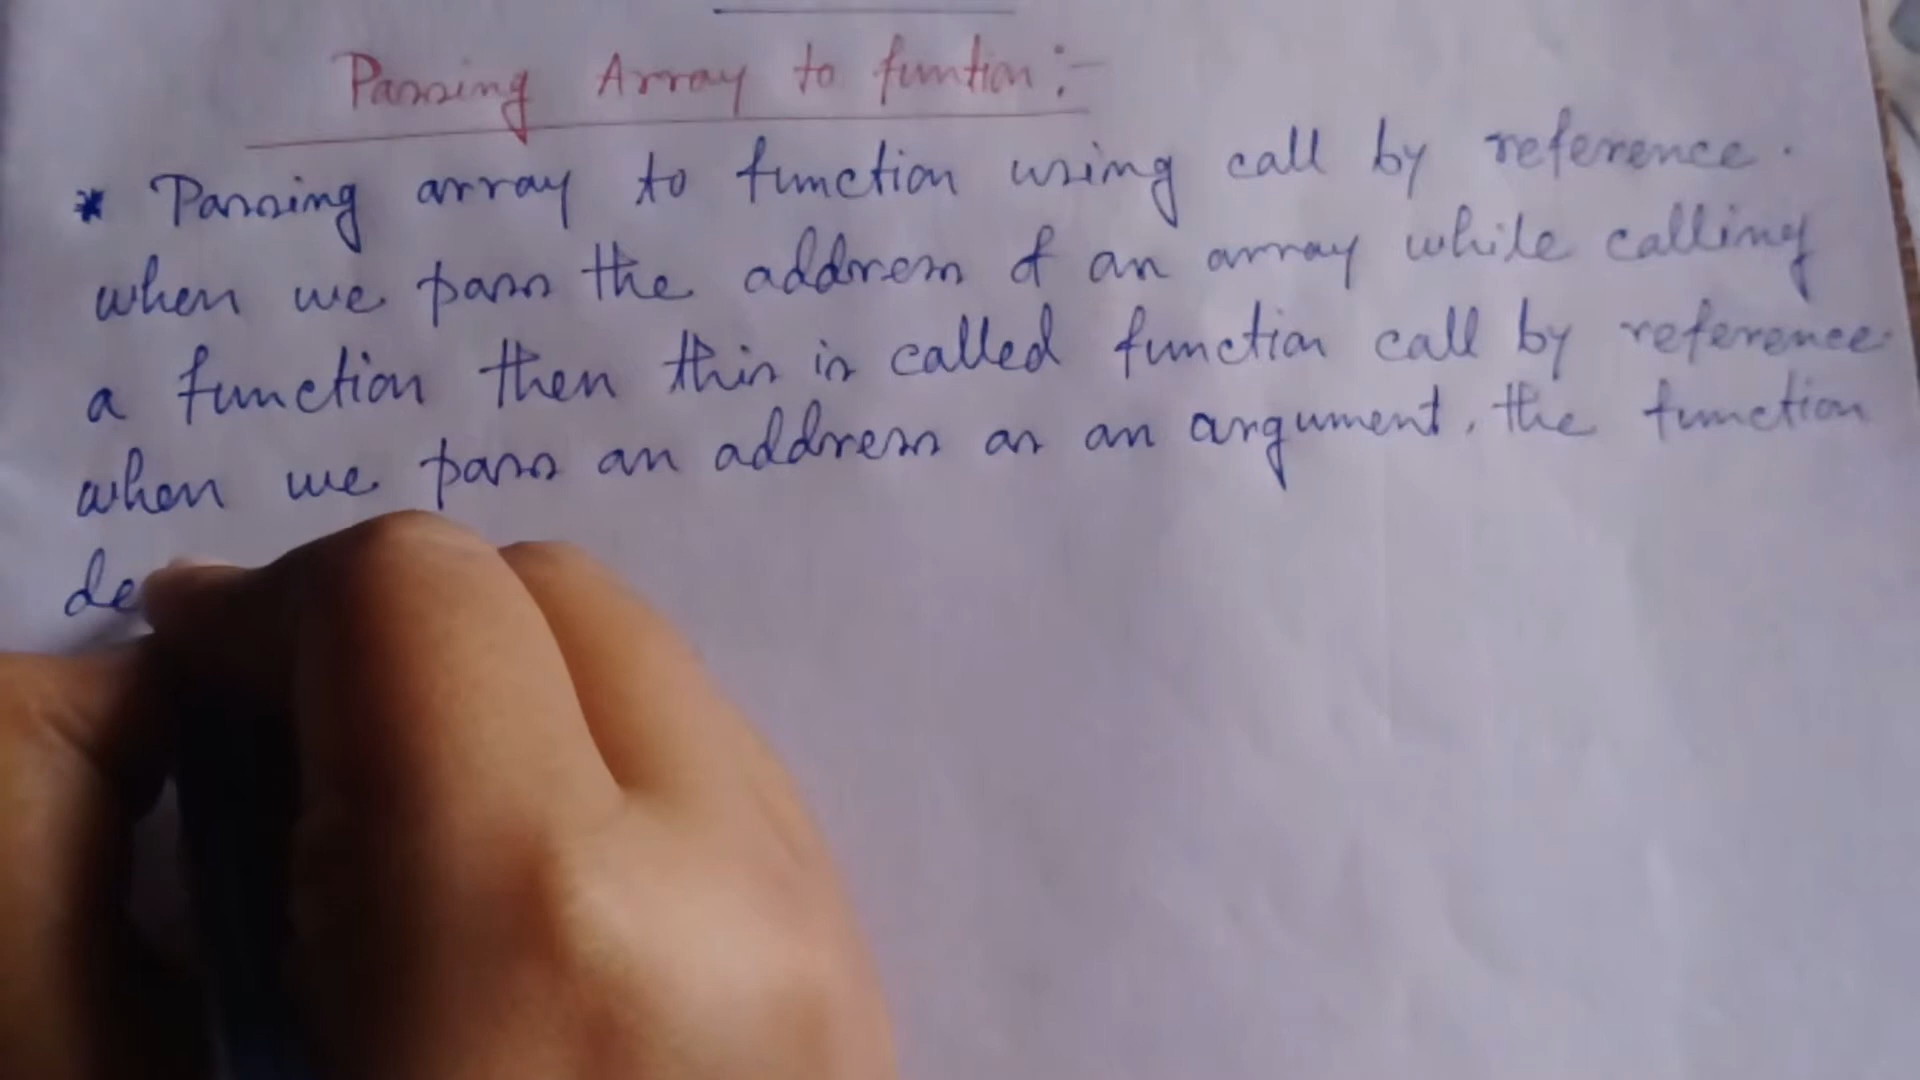 Passing Array to funtion :-
* Passing array to function using call by reference.
when we pass the address of an array while calling
a function then this is called function call by reference.
when we pass an address as an argument, the function
de